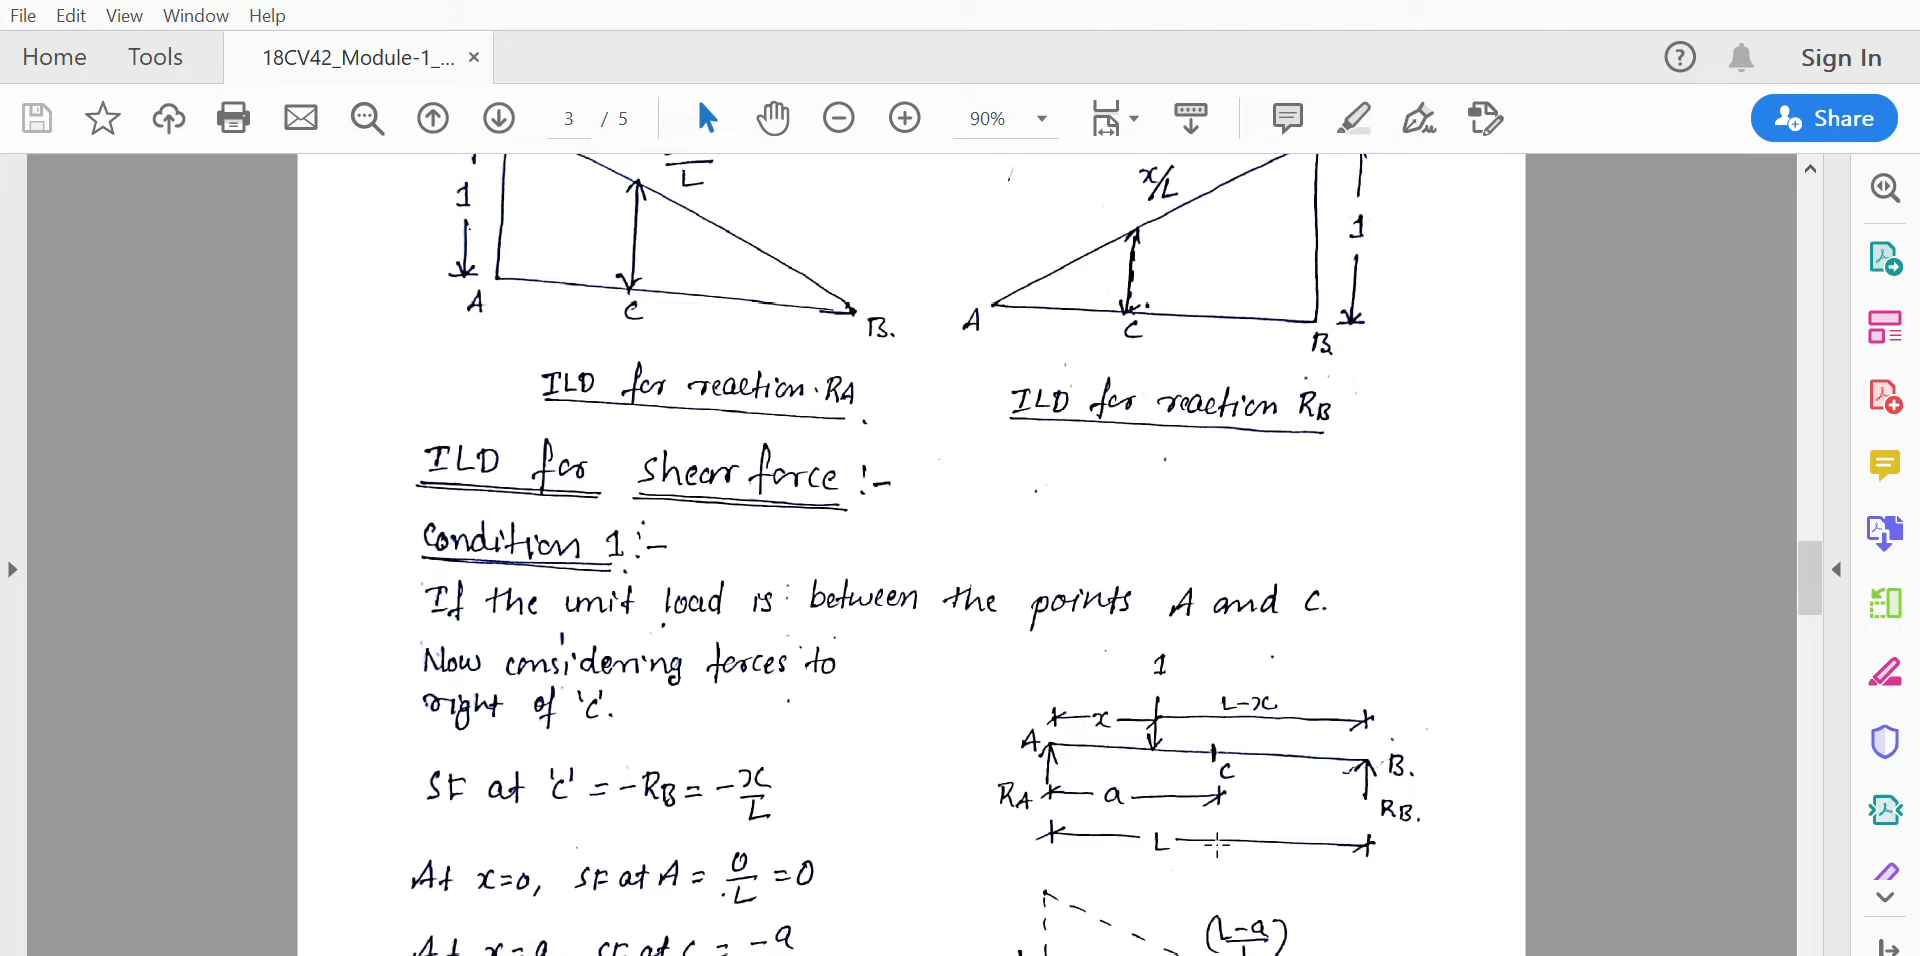 File Edit View Window Help
Home Tools 18CV42_Module-1_... × Sign In
3 / 5 90% Share
L
x/L
1
1
A C B.
A C B
ILD for reaction RA
ILD for reaction RB
ILD for shear force :-
Condition 1 :-
If the unit load is between the points A and C.
Now considering forces to
right of 'C'.
1
x L-x
A C B.
RA a RB.
L
SF at 'C' = -RB = -x/L
At x=0, SF at A = 0/L = 0
At x=a, SF at C = -a
(L-a)